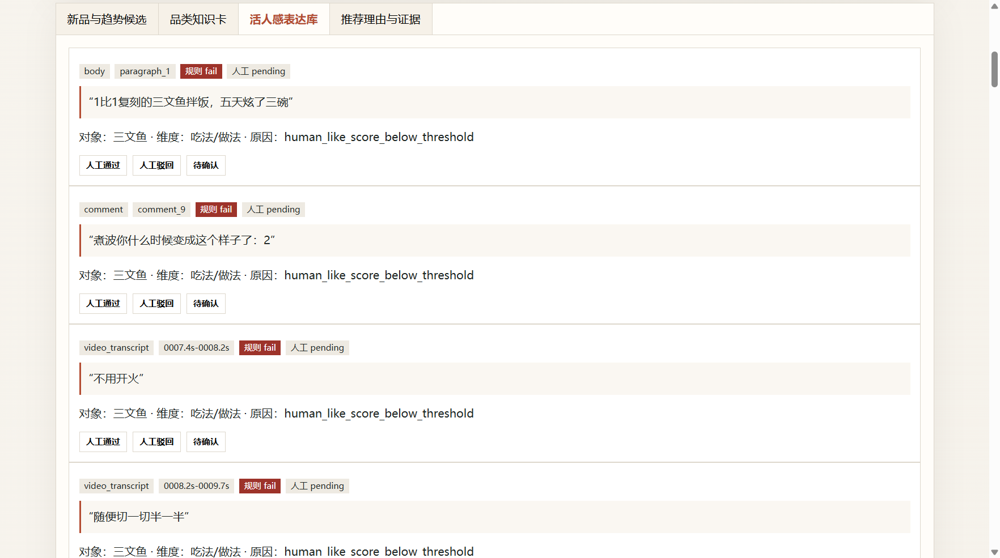 新品与趋势候选 品类知识卡 活人感表达库 推荐理由与证据
body paragraph_1 规则 fail 人工 pending
“1比1复刻的三文鱼拌饭，五天炫了三碗”
对象：三文鱼 · 维度：吃法/做法 · 原因：human_like_score_below_threshold
人工通过 人工驳回 待确认
comment comment_9 规则 fail 人工 pending
“煮波你什么时候变成这个样子了：2”
对象：三文鱼 · 维度：吃法/做法 · 原因：human_like_score_below_threshold
人工通过 人工驳回 待确认
video_transcript 0007.4s-0008.2s 规则 fail 人工 pending
“不用开火”
对象：三文鱼 · 维度：吃法/做法 · 原因：human_like_score_below_threshold
人工通过 人工驳回 待确认
video_transcript 0008.2s-0009.7s 规则 fail 人工 pending
“随便切一切半一半”
对象：三文鱼 · 维度：吃法/做法 · 原因：human_like_score_below_threshold